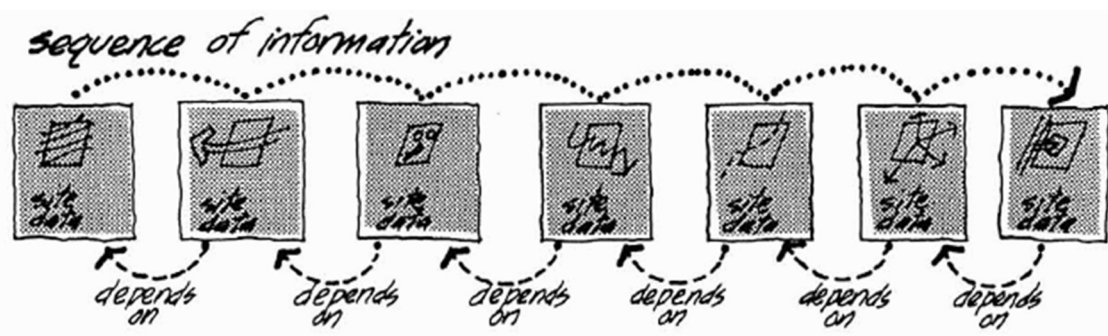 sequence of information
site
data
site
data
site
data
site
data
site
data
site
data
site
data
depends
on
depends
on
depends
on
depends
on
depends
on
depends
on